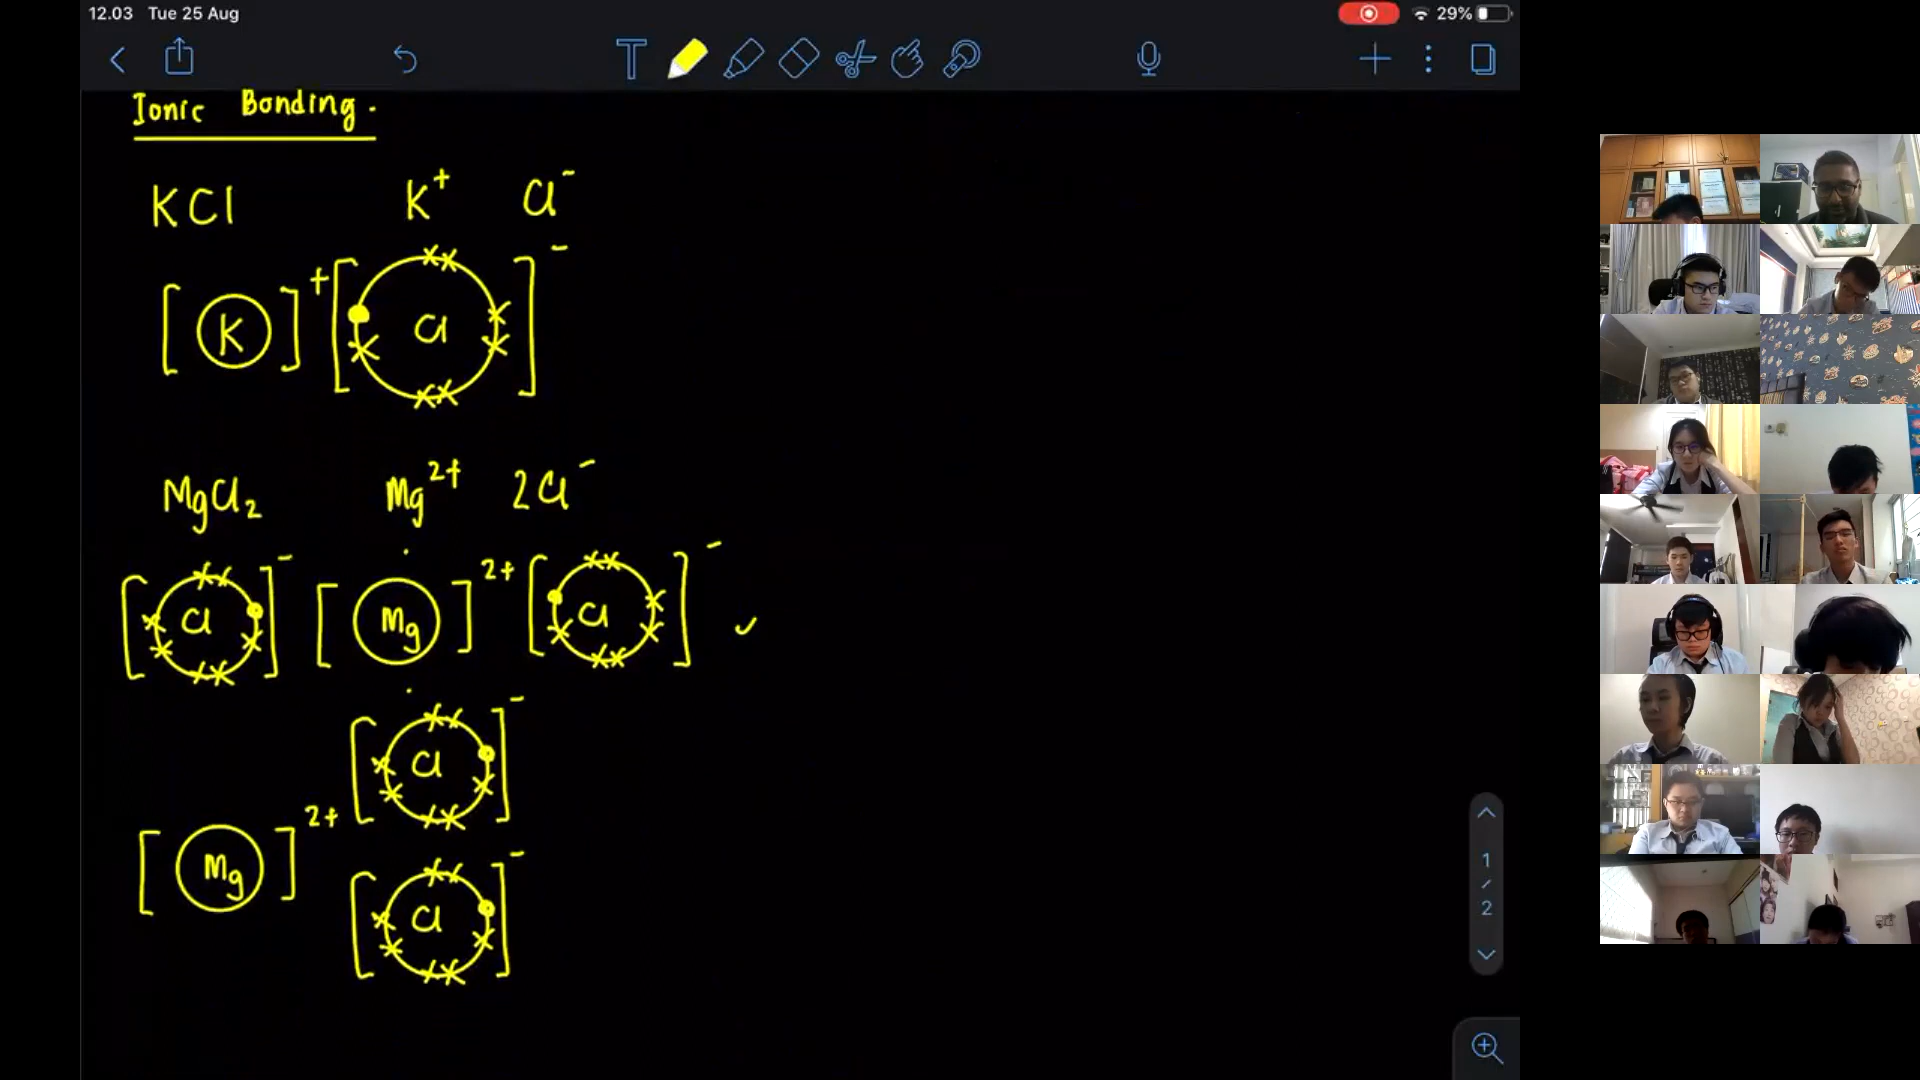 12.03 Tue 25 Aug
29%
T
Ionic Bonding.
KCl K⁺ Cl⁻
[ K ]⁺ [ Cl ]⁻
MgCl₂ Mg²⁺ 2Cl⁻
[ Cl ]⁻ [ Mg ]²⁺ [ Cl ]⁻ ✓
[ Cl ]⁻
[ Mg ]²⁺
[ Cl ]⁻
1
/
2